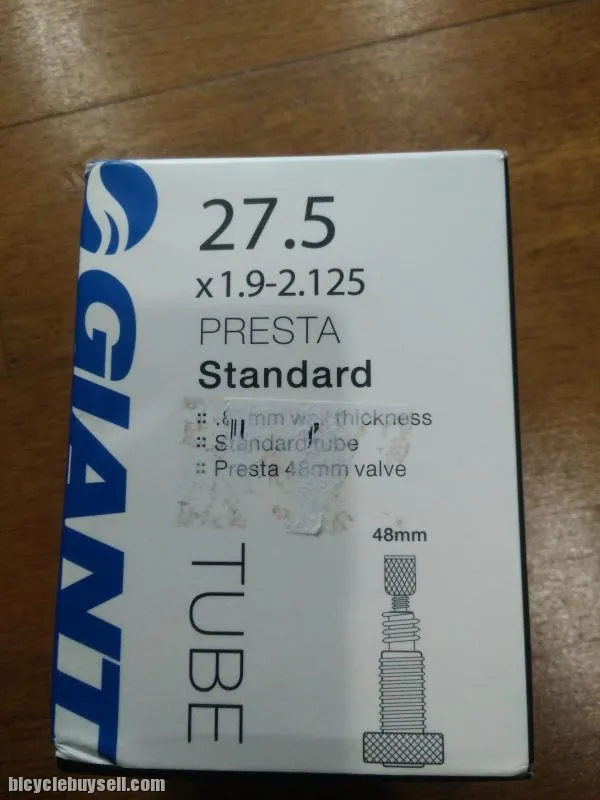 27.5
x1.9-2.125
PRESTA
Standard
mm wall thickness
Standard tube
Presta 48mm valve
48mm
GIANT
TUBE
bicyclebuysell.com